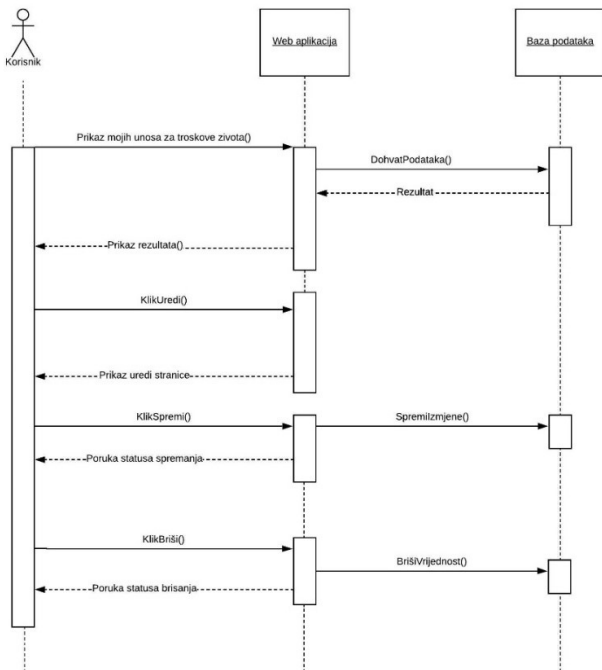 Korisnik
Web aplikacija
Baza podataka
Prikaz mojih unosa za troskove zivota()
DohvatPodataka()
Rezultat
Prikaz rezultata()
KlikUredi()
Prikaz uredi stranice
KlikSpremi()
SpremiIzmjene()
Poruka statusa spremanja
KlikBriši()
BrišiVrijednost()
Poruka statusa brisanja